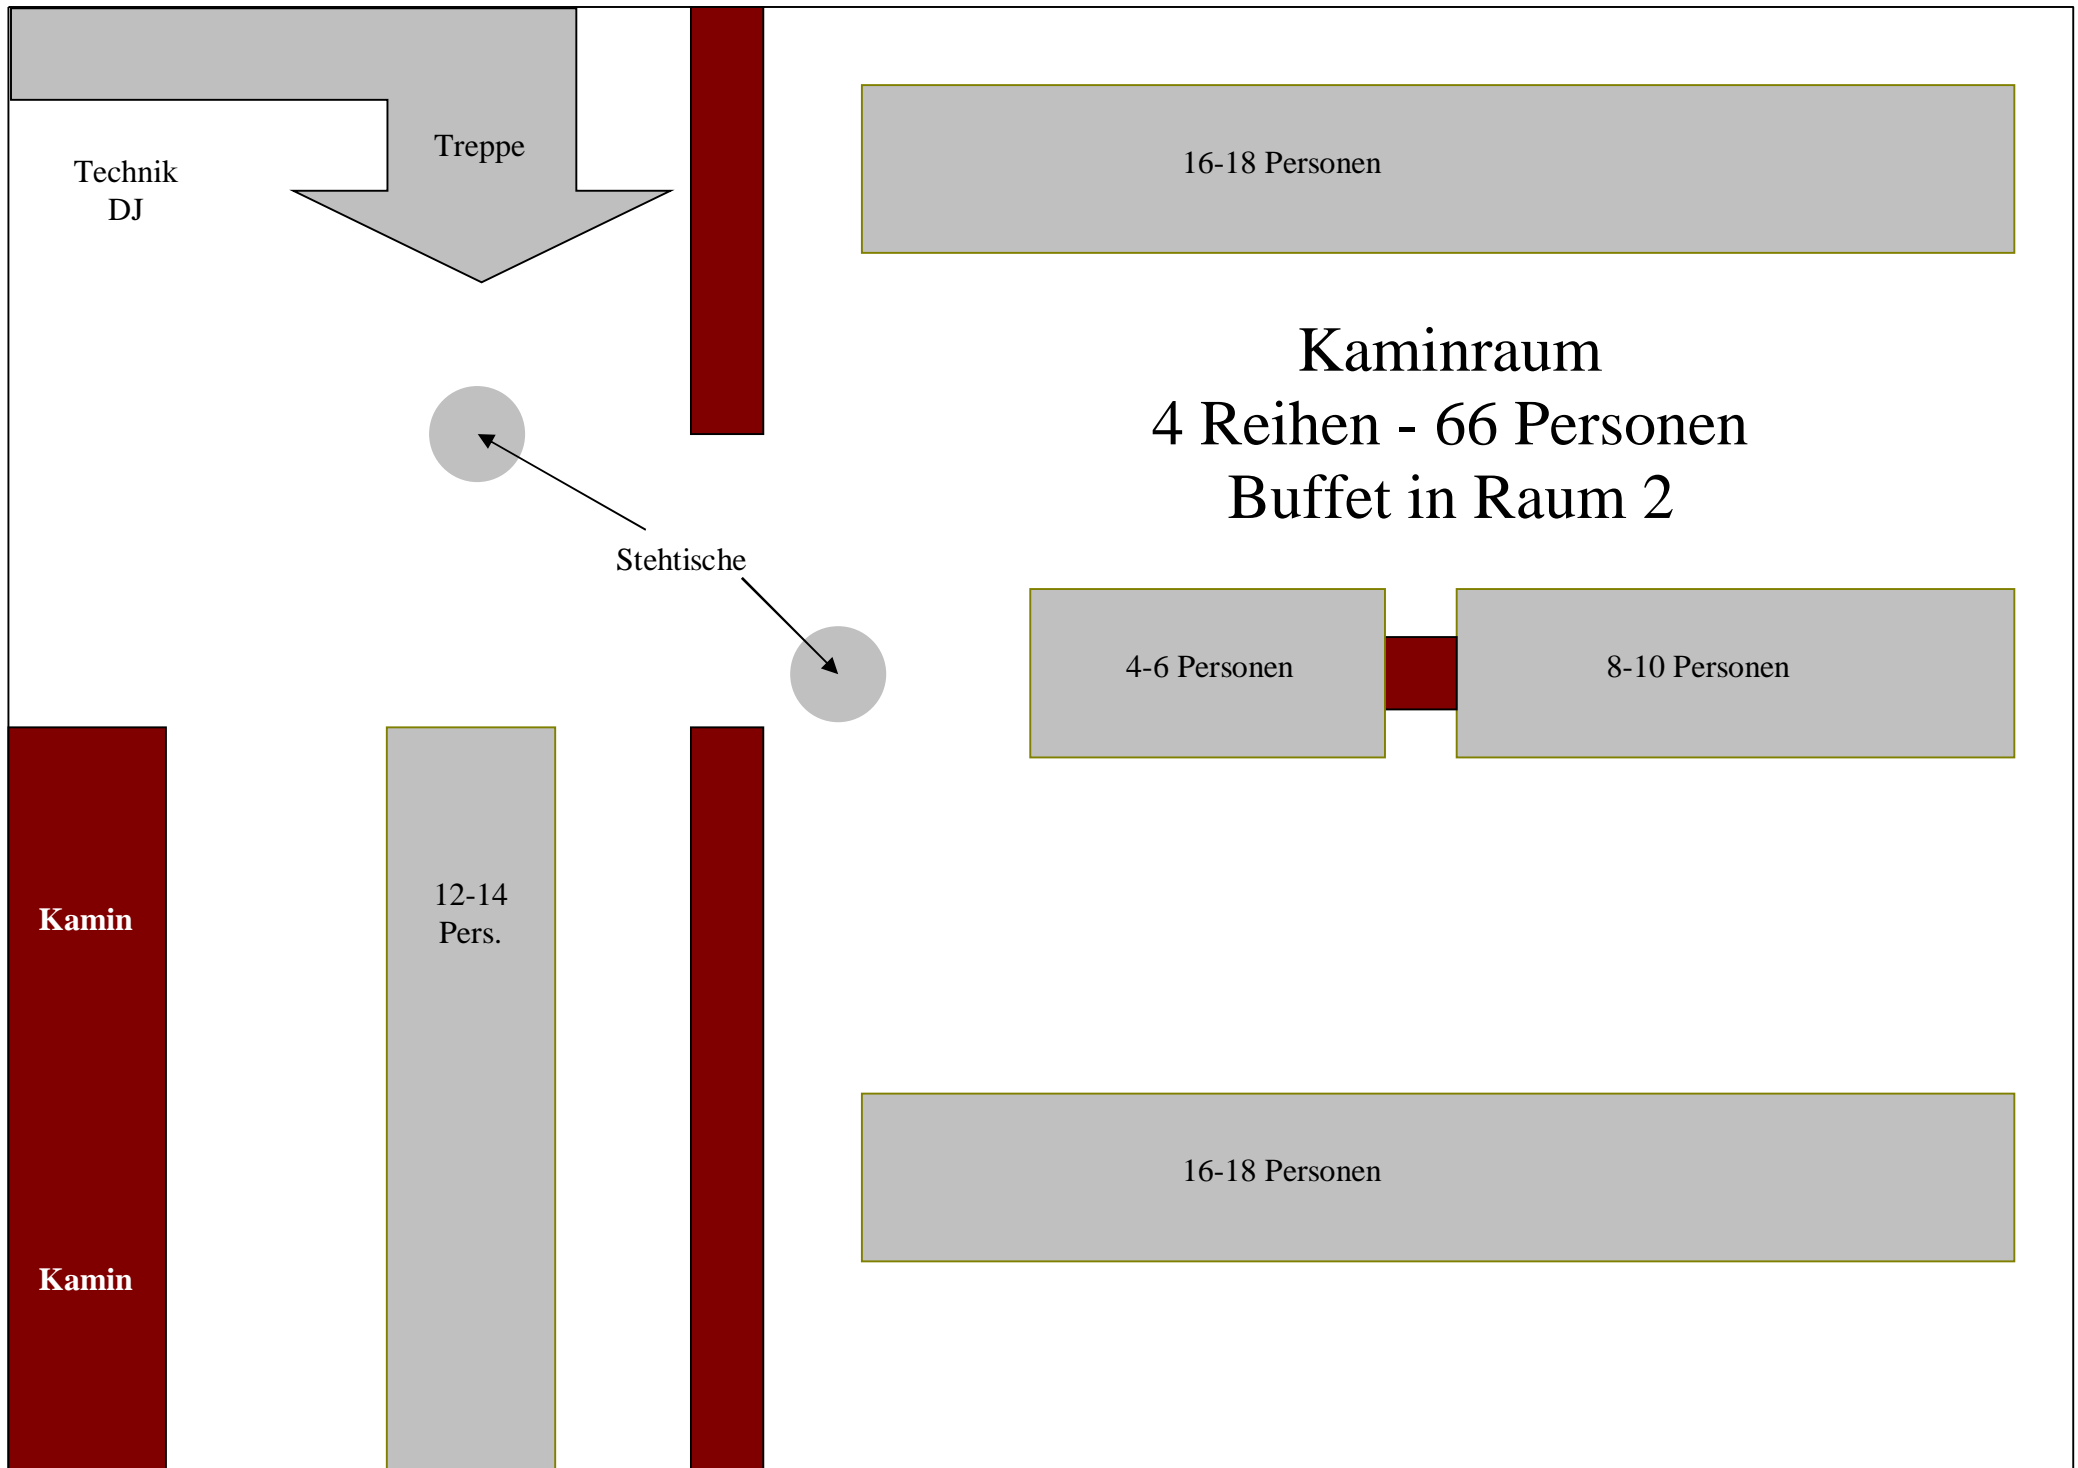 Treppe
Technik
DJ
16-18 Personen
Kaminraum
4 Reihen - 66 Personen
Buffet in Raum 2
Stehtische
4-6 Personen
8-10 Personen
12-14
Pers.
Kamin
16-18 Personen
Kamin